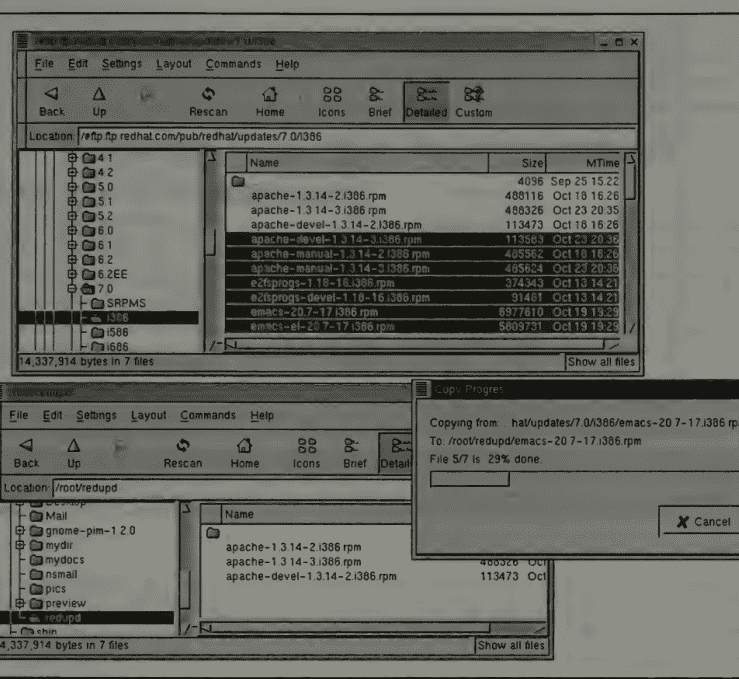 File Edit Settings Layout Commands Help
Back Up Rescan Home Icons Brief Detailed Custom
Location: /#ftp:ftp.redhat.com/pub/redhat/updates/7.0/i386
Name Size MTime
4096 Sep 25 15:22
apache-1.3.14-2.i386.rpm 488116 Oct 18 16:26
apache-1.3.14-3.i386.rpm 488326 Oct 23 20:35
apache-devel-1.3.14-2.i386.rpm 113473 Oct 18 16:26
apache-devel-1.3.14-3.i386.rpm 113563 Oct 23 20:36
apache-manual-1.3.14-2.i386.rpm 485562 Oct 18 16:26
apache-manual-1.3.14-3.i386.rpm 485624 Oct 23 20:36
e2fsprogs-1.18-16.i386.rpm 374343 Oct 13 14:21
e2fsprogs-devel-1.18-16.i386.rpm 91481 Oct 13 14:21
emacs-20.7-17.i386.rpm 6977610 Oct 19 19:29
emacs-el-20.7-17.i386.rpm 5809731 Oct 19 19:29
4.1
4.2
5.0
5.1
5.2
6.0
6.1
6.2
6.2EE
7.0
SRPMS
i386
i586
i686
14,337,914 bytes in 7 files Show all files
File Edit Settings Layout Commands Help
Back Up Rescan Home Icons Brief Detail
Location: /root/redupd
Desktop
Mail
gnome-pim-1.2.0
mydir
mydocs
nsmail
pics
preview
redupd
sbin
Name
apache-1.3.14-2.i386.rpm
apache-1.3.14-3.i386.rpm 488326 Oct
apache-devel-1.3.14-2.i386.rpm 113473 Oct
4,337,914 bytes in 7 files Show all files
Copy Progres
Copying from: . hat/updates/7.0/i386/emacs-20.7-17.i386.rp
To: /root/redupd/emacs-20.7-17.i386.rpm
File 5/7 is 29% done.
Cancel